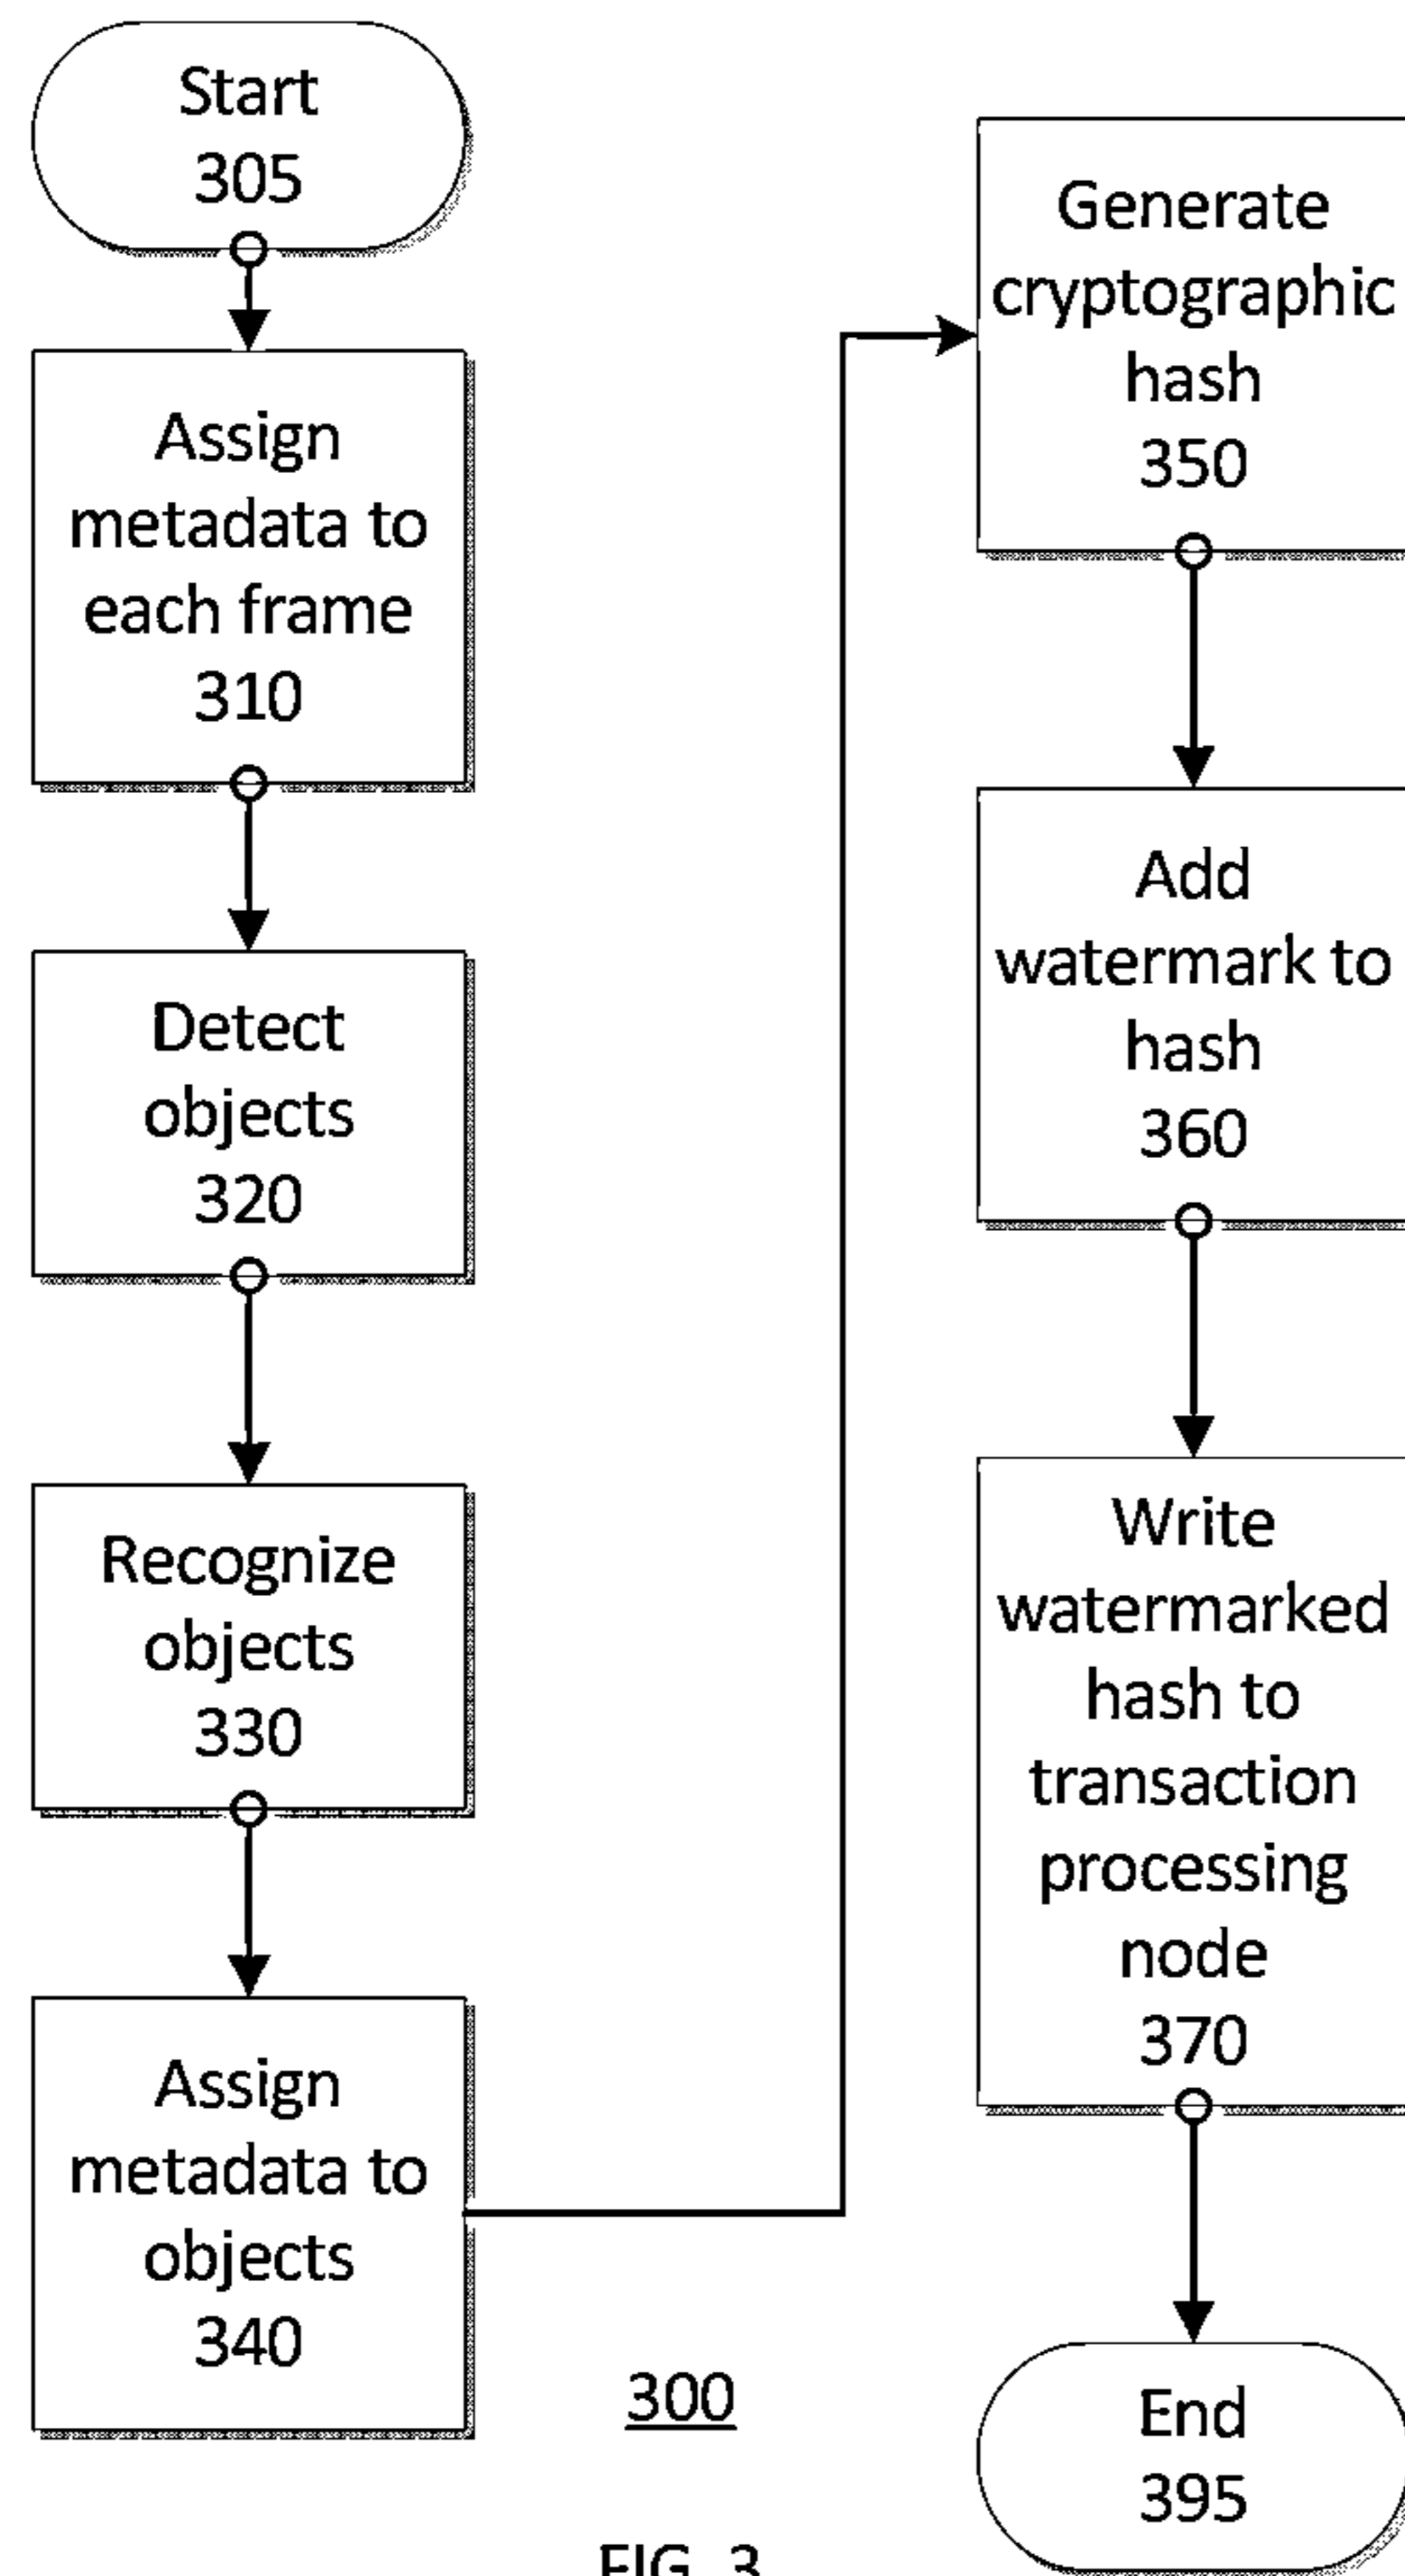 Start
305
Assign
metadata to
each frame
310
Detect
objects
320
Recognize
objects
330
Assign
metadata to
objects
340
Generate
cryptographic
hash
350
Add
watermark to
hash
360
Write
watermarked
hash to
transaction
processing
node
370
End
395
300
FIG. 3